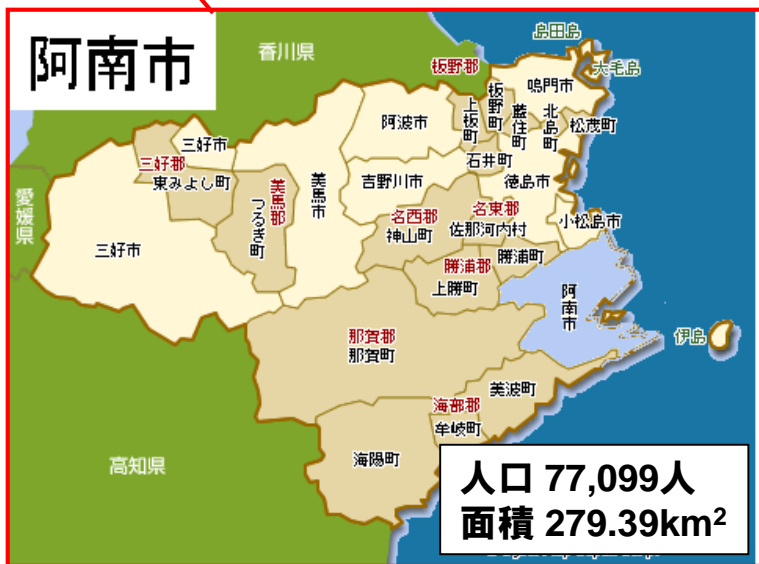 阿南市
香川県
島田島
大毛島
板野郡
鳴門市
板野町
上板町
藍住町
北島町
松茂町
阿波市
石井町
徳島市
三好市
三好郡
東みよし町
美馬郡
つるぎ町
美馬市
吉野川市
名西郡
神山町
名東郡
佐那河内村
小松島市
愛媛県
三好市
勝浦郡
勝浦町
上勝町
阿南市
伊島
那賀郡
那賀町
美波町
海部郡
牟岐町
海陽町
高知県
人口 77,099人
面積 279.39km²